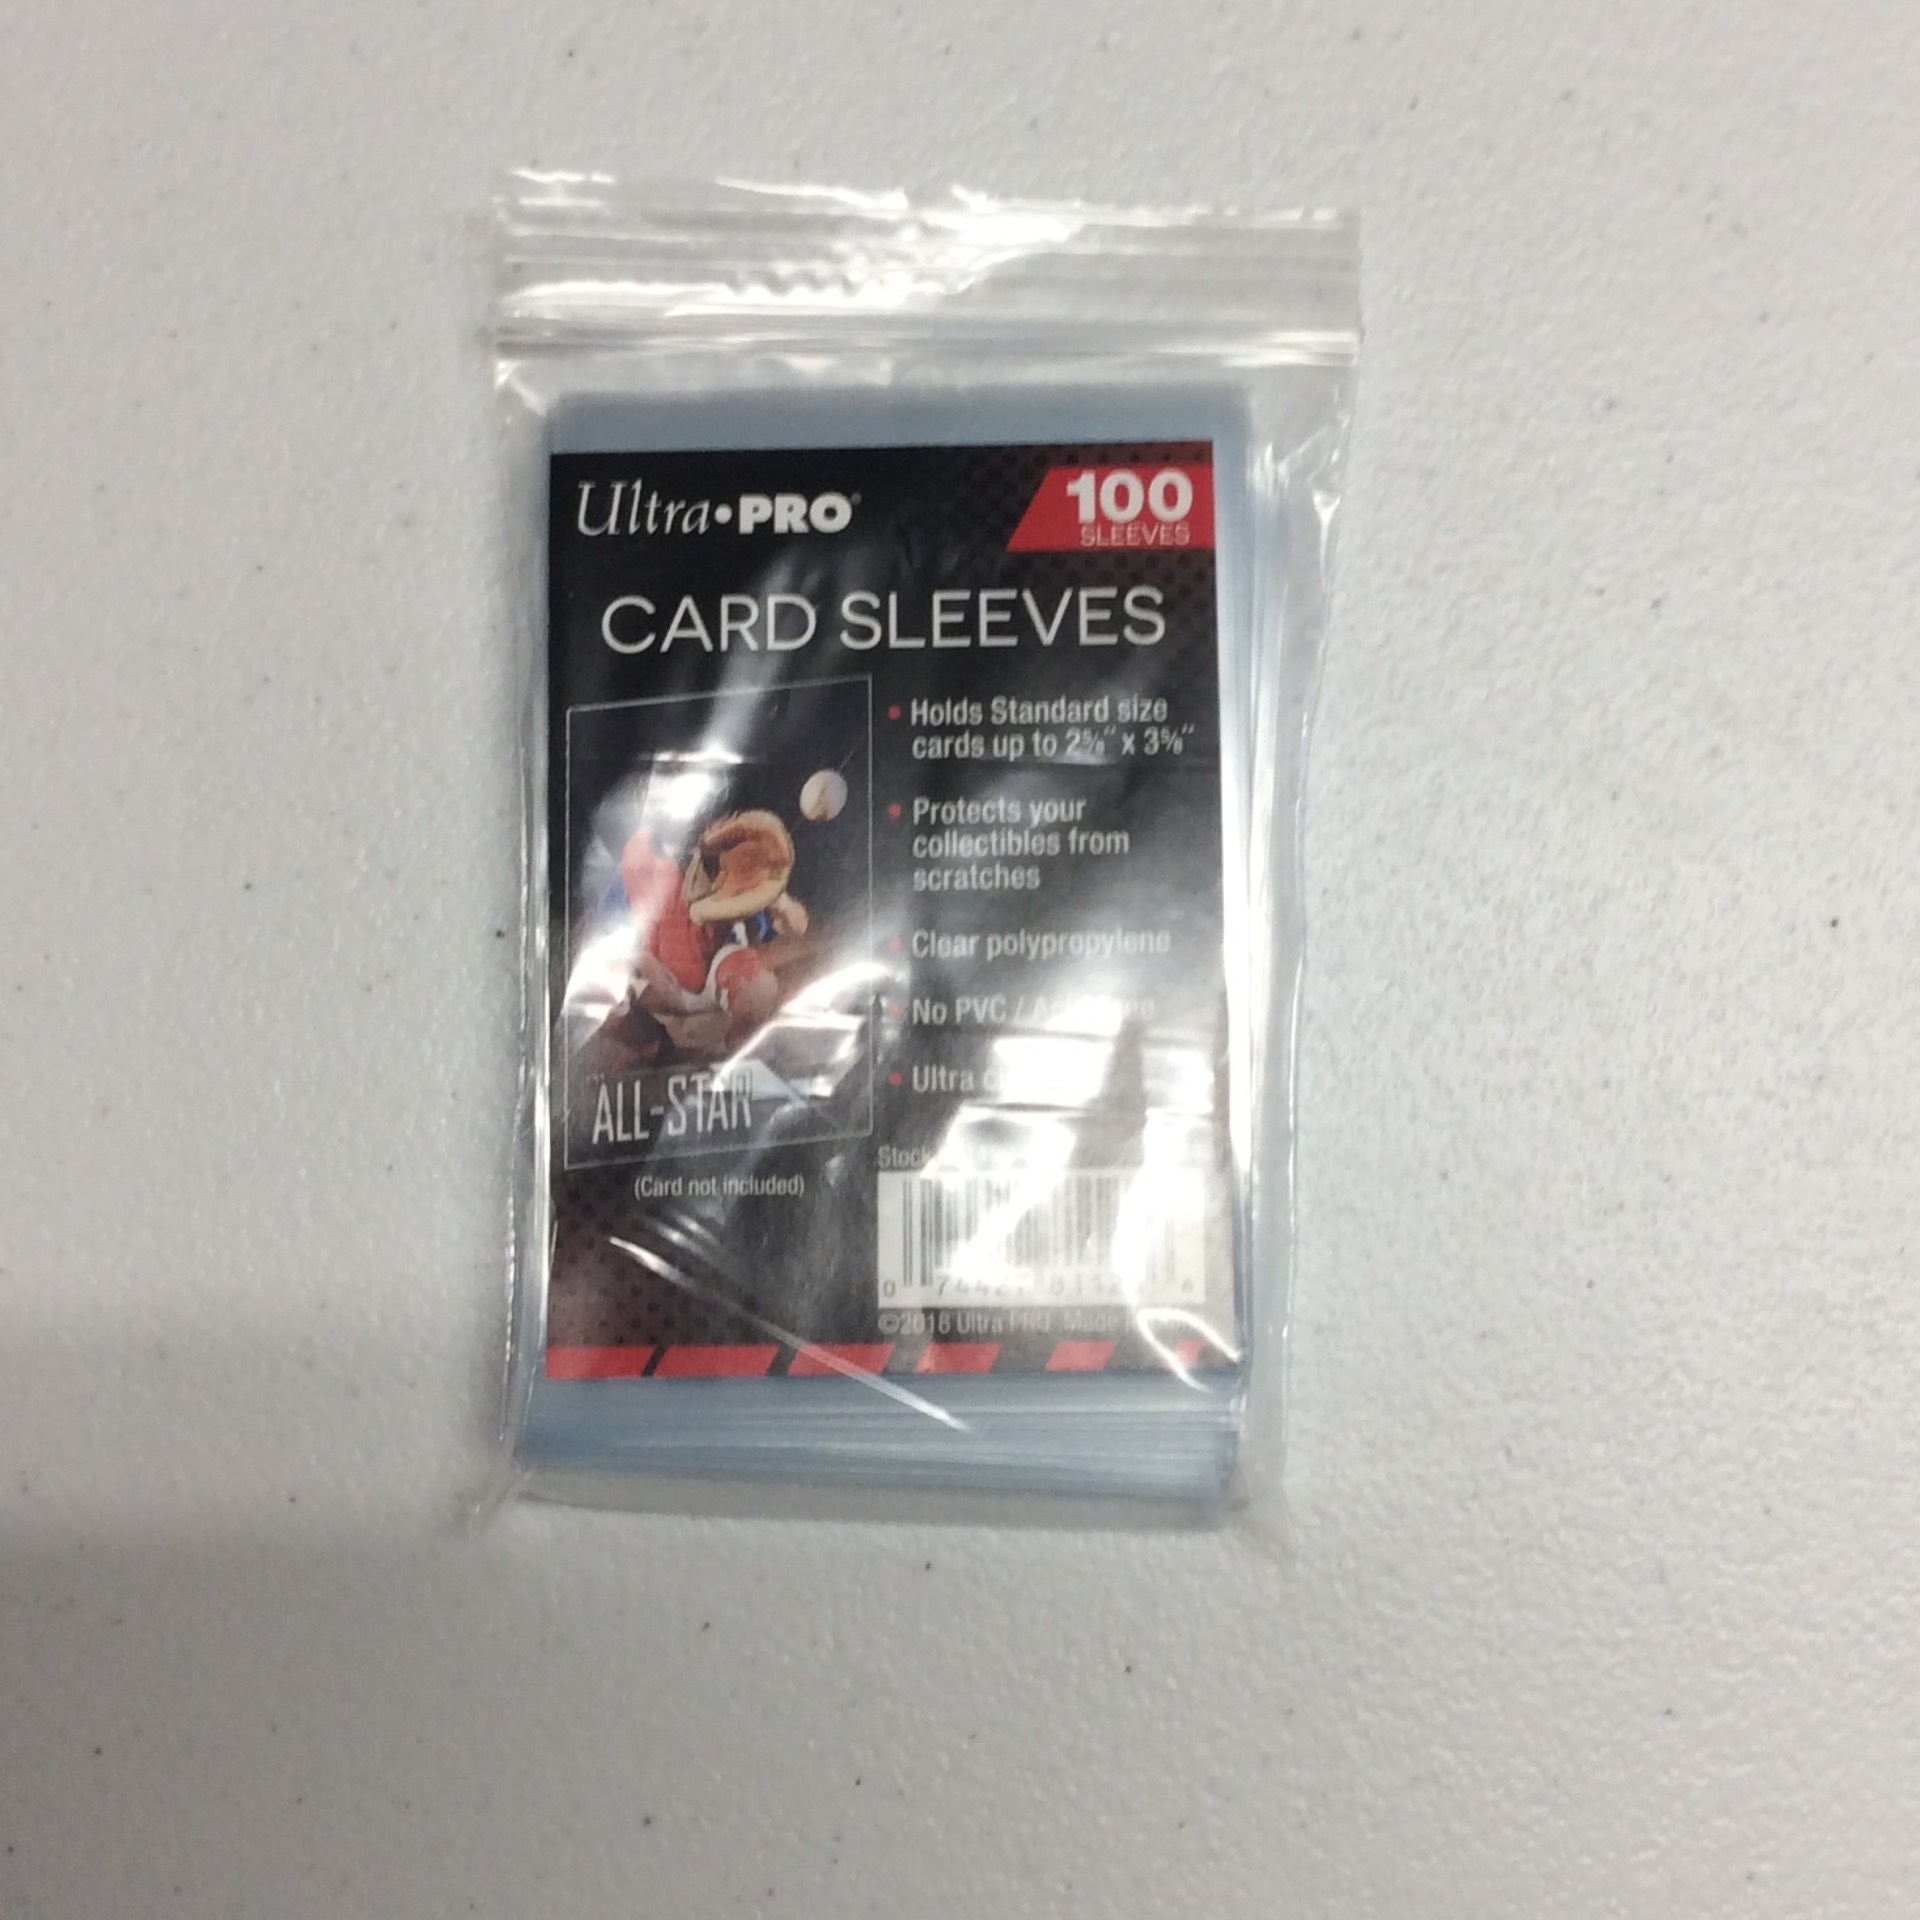 Ultra•PRO®
100
SLEEVES
CARD SLEEVES
• Holds Standard size
cards up to 2⅝" x 3⅝"
• Protects your
collectibles from
scratches
• Clear polypropylene
• No PVC /
• Ultra
ALL-STAR
(Card not included)
©2018 Ultra PRO. Made